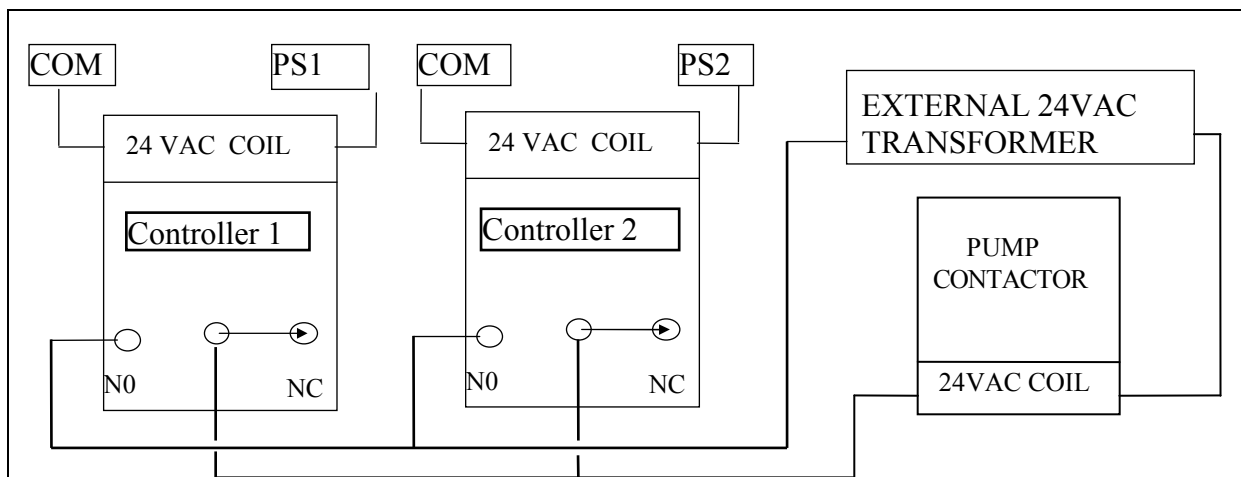 COM
PS1
COM
PS2
24 VAC COIL
24 VAC COIL
EXTERNAL 24VAC
TRANSFORMER
Controller 1
Controller 2
PUMP
CONTACTOR
N0
NC
N0
NC
24VAC COIL